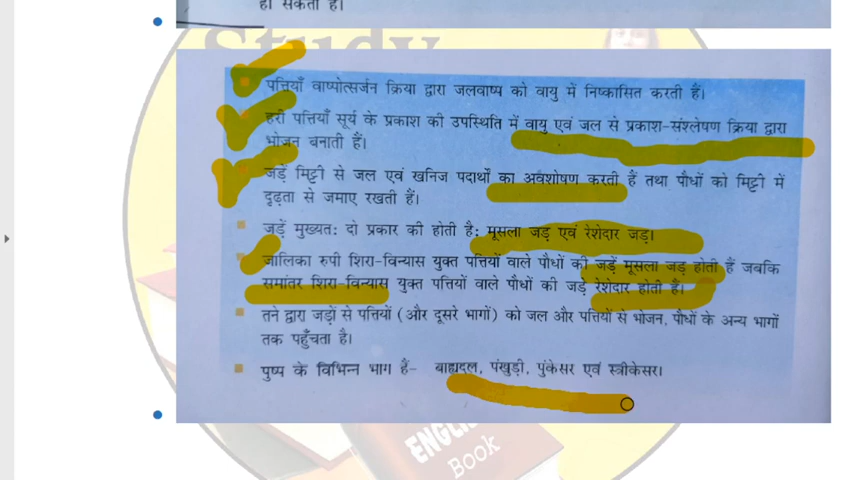 हो सकती है।
Study
पत्तियाँ वाष्पोत्सर्जन क्रिया द्वारा जलवाष्प को वायु में निष्कासित करती हैं।
हरी पत्तियाँ सूर्य के प्रकाश की उपस्थिति में वायु एवं जल से प्रकाश-संश्लेषण क्रिया द्वारा
भोजन बनाती हैं।
जड़ें मिट्टी से जल एवं खनिज पदार्थों का अवशोषण करती हैं तथा पौधों को मिट्टी में
दृढ़ता से जमाए रखती हैं।
जड़ें मुख्यतः दो प्रकार की होती है: मूसला जड़ एवं रेशेदार जड़।
जालिका रुपी शिरा-विन्यास युक्त पत्तियों वाले पौधों की जड़ें मूसला जड़ होती हैं जबकि
समांतर शिरा-विन्यास युक्त पत्तियों वाले पौधों की जड़ें रेशेदार होती हैं।
तने द्वारा जड़ों से पत्तियों (और दूसरे भागों) को जल और पत्तियों से भोजन, पौधों के अन्य भागों
तक पहुँचता है।
पुष्प के विभिन्न भाग हैं- बाह्यदल, पंखुड़ी, पुंकेसर एवं स्त्रीकेसर।
ENGLISH
Book